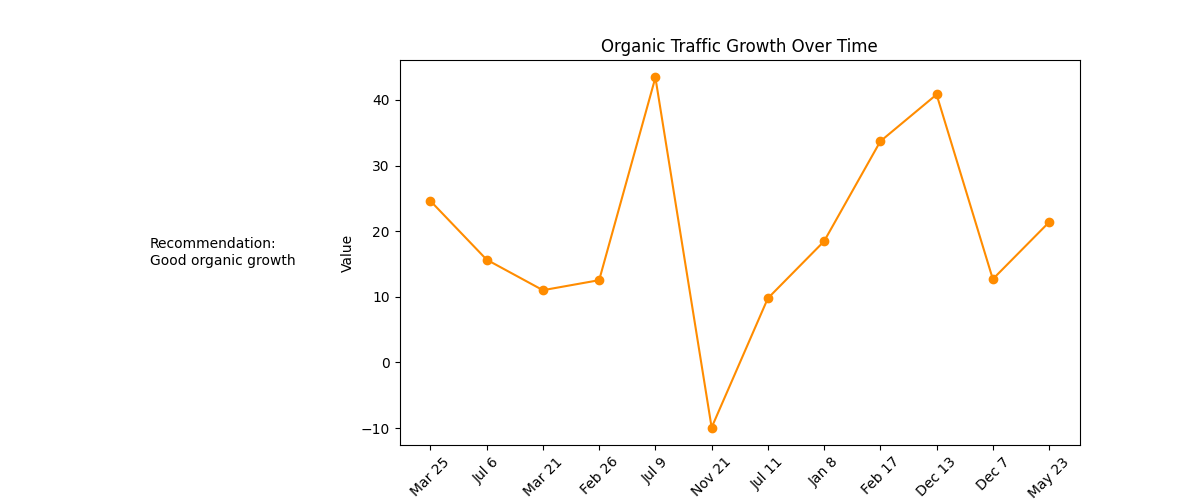 Organic Traffic Growth Over Time
Recommendation:
Good organic growth
Value
40
30
20
10
0
−10
Mar 25
Jul 6
Mar 21
Feb 26
Jul 9
Nov 21
Jul 11
Jan 8
Feb 17
Dec 13
Dec 7
May 23